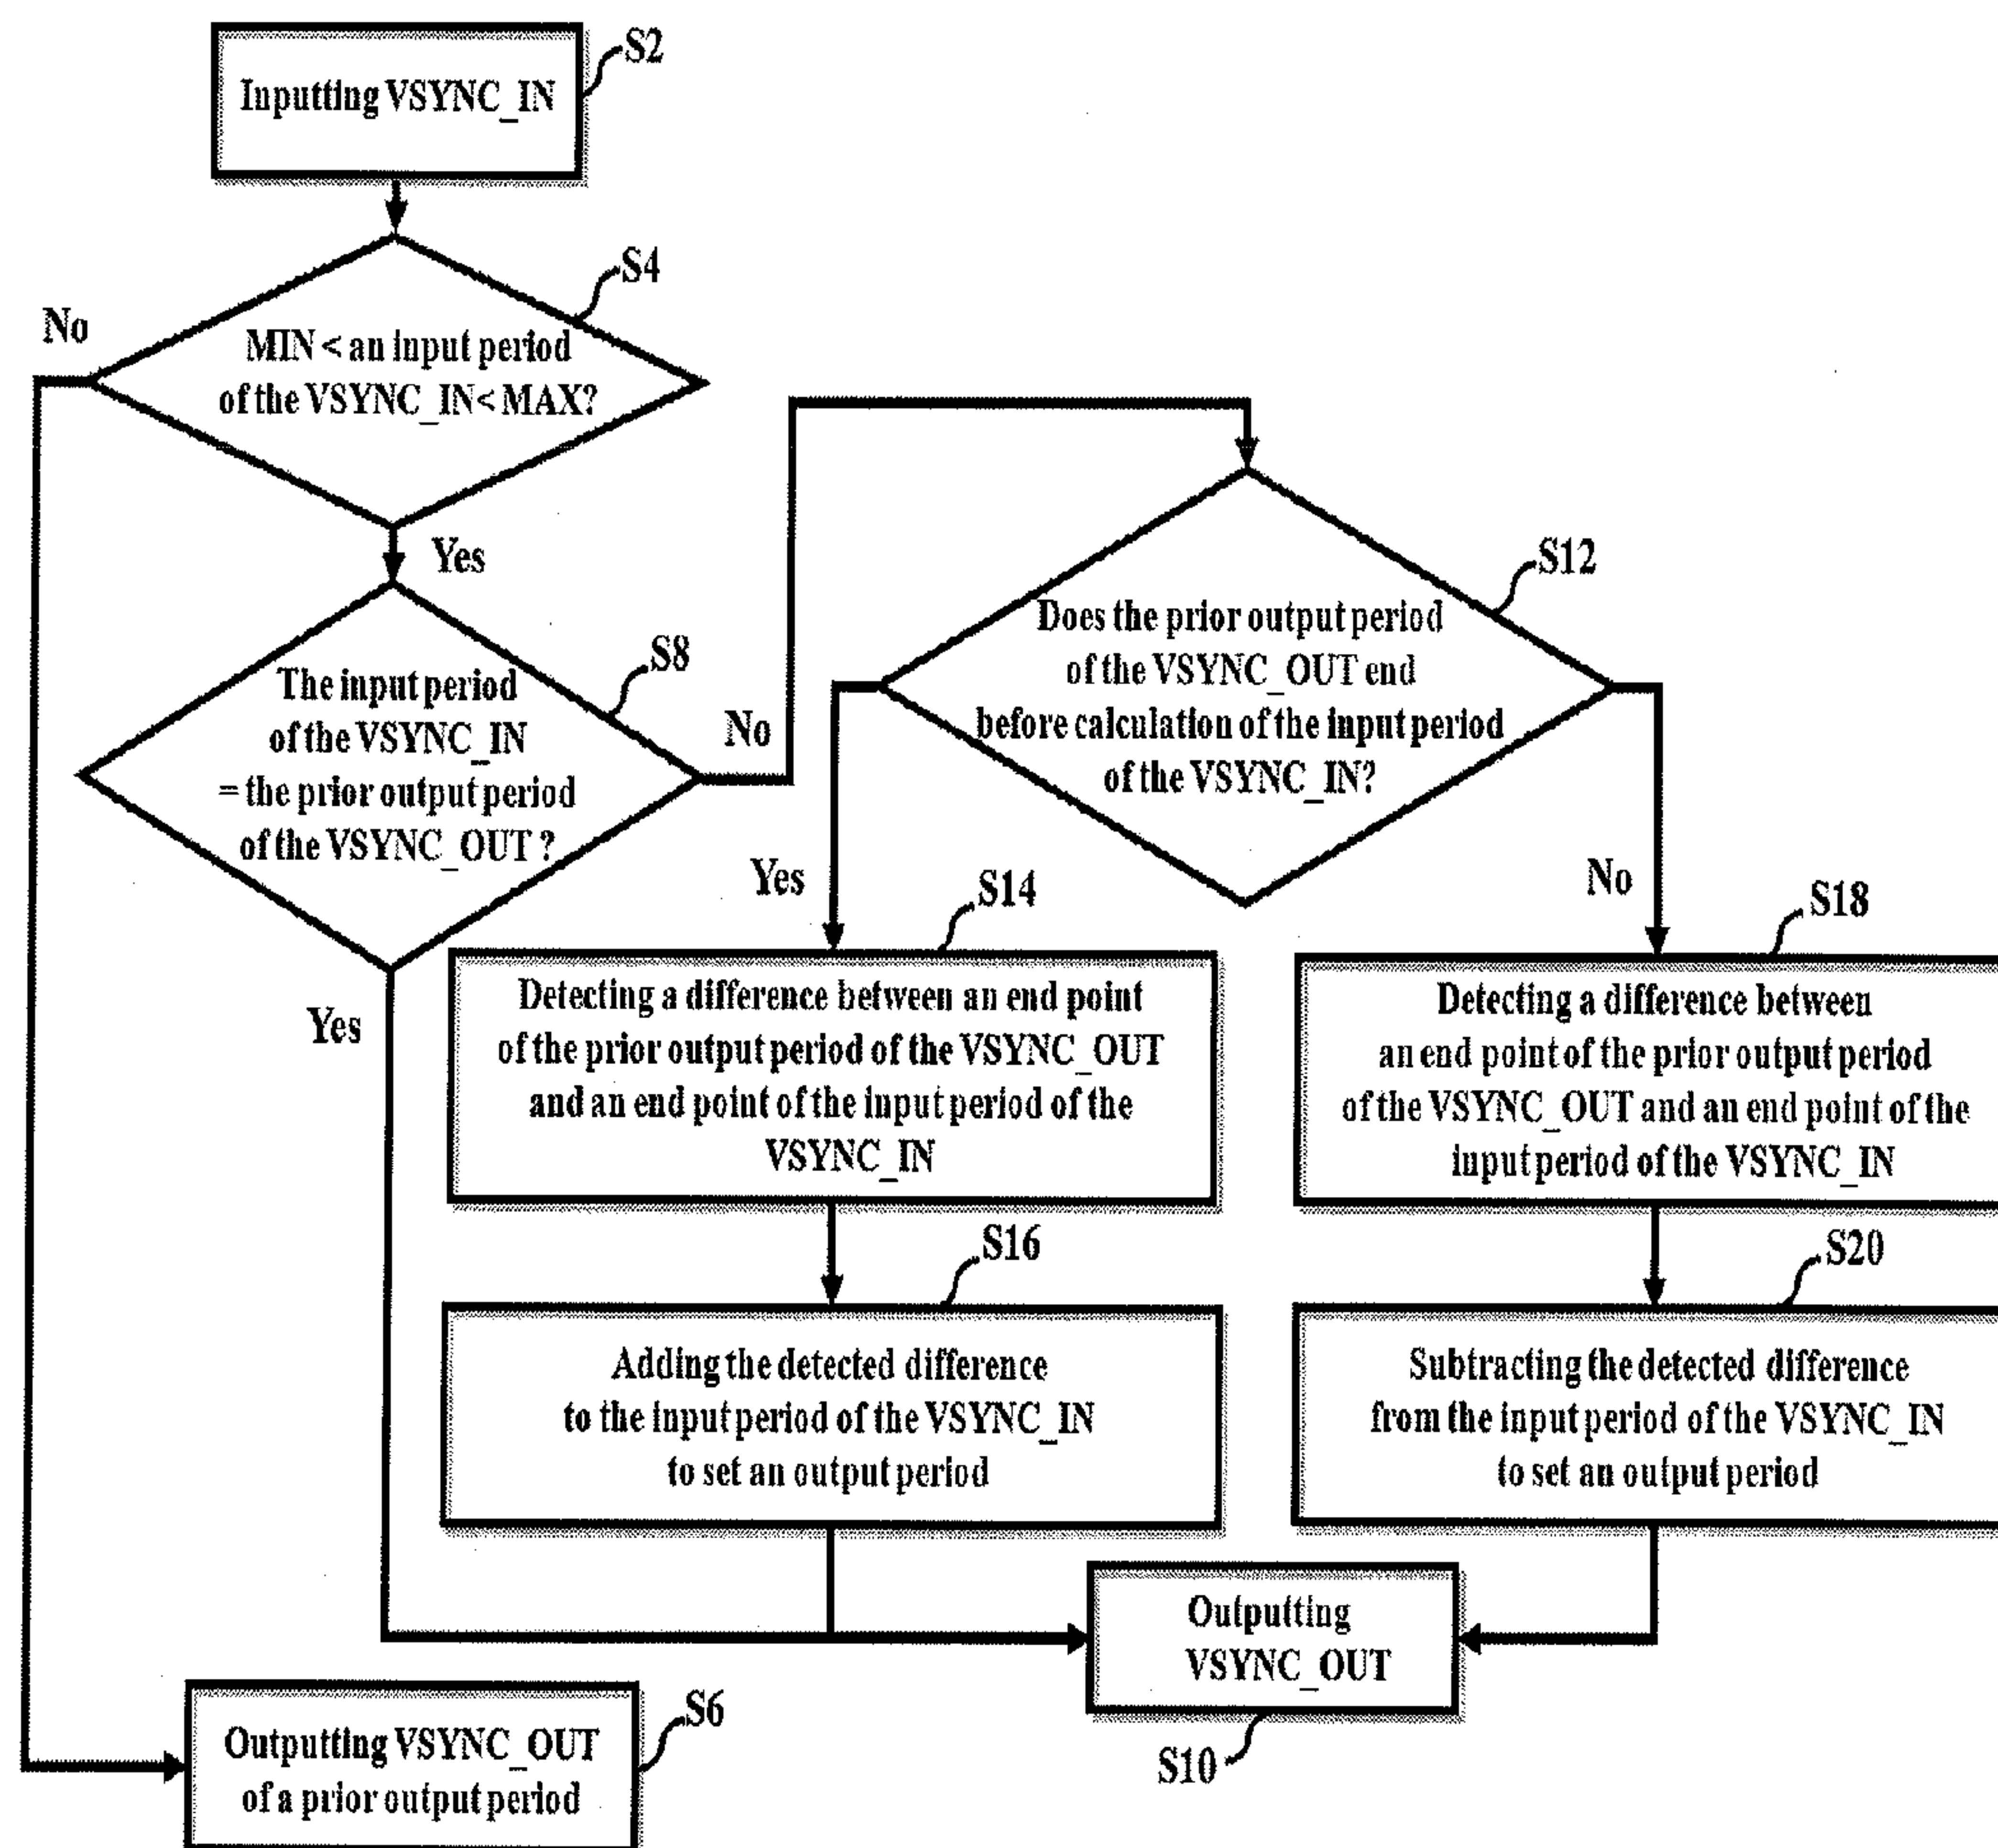 S2
Inputting VSYNC_IN
S4
No
MIN < an input period
of the VSYNC_IN< MAX?
Yes
S8
The input period
of the VSYNC_IN
= the prior output period
of the VSYNC_OUT ?
No
Yes
S12
Does the prior output period
of the VSYNC_OUT end
before calculation of the input period
of the VSYNC_IN?
Yes
No
S14
Detecting a difference between an end point
of the prior output period of the VSYNC_OUT
and an end point of the input period of the
VSYNC_IN
S18
Detecting a difference between
an end point of the prior output period
of the VSYNC_OUT and an end point of the
input period of the VSYNC_IN
S16
Adding the detected difference
to the input period of the VSYNC_IN
to set an output period
S20
Subtracting the detected difference
from the input period of the VSYNC_IN
to set an output period
Outputting
VSYNC_OUT
S10
S6
Outputting VSYNC_OUT
of a prior output period